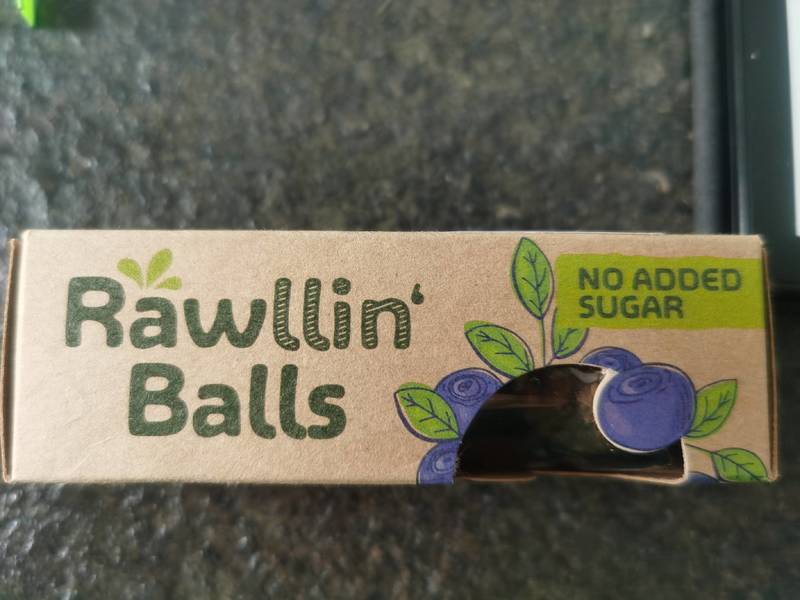 Rawllin'
Balls
NO ADDED
SUGAR